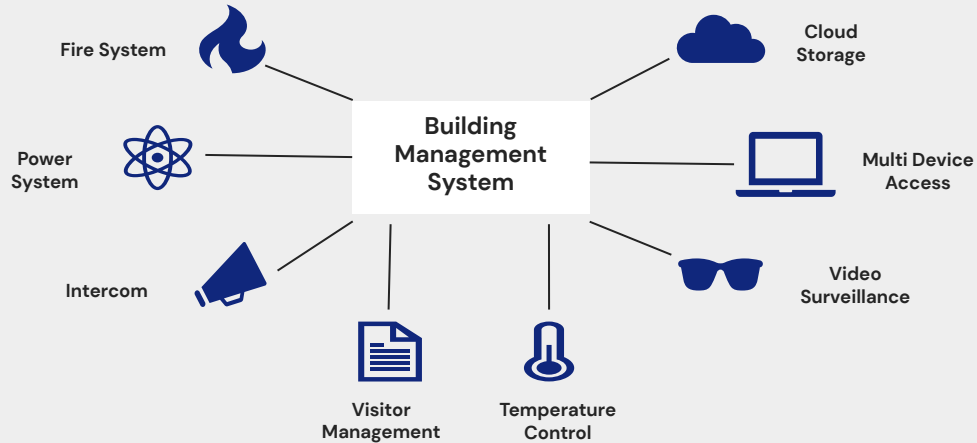 Fire System
Cloud
Storage
Building
Management
System
Power
System
Multi Device
Access
Intercom
Video
Surveillance
Visitor
Management
Temperature
Control